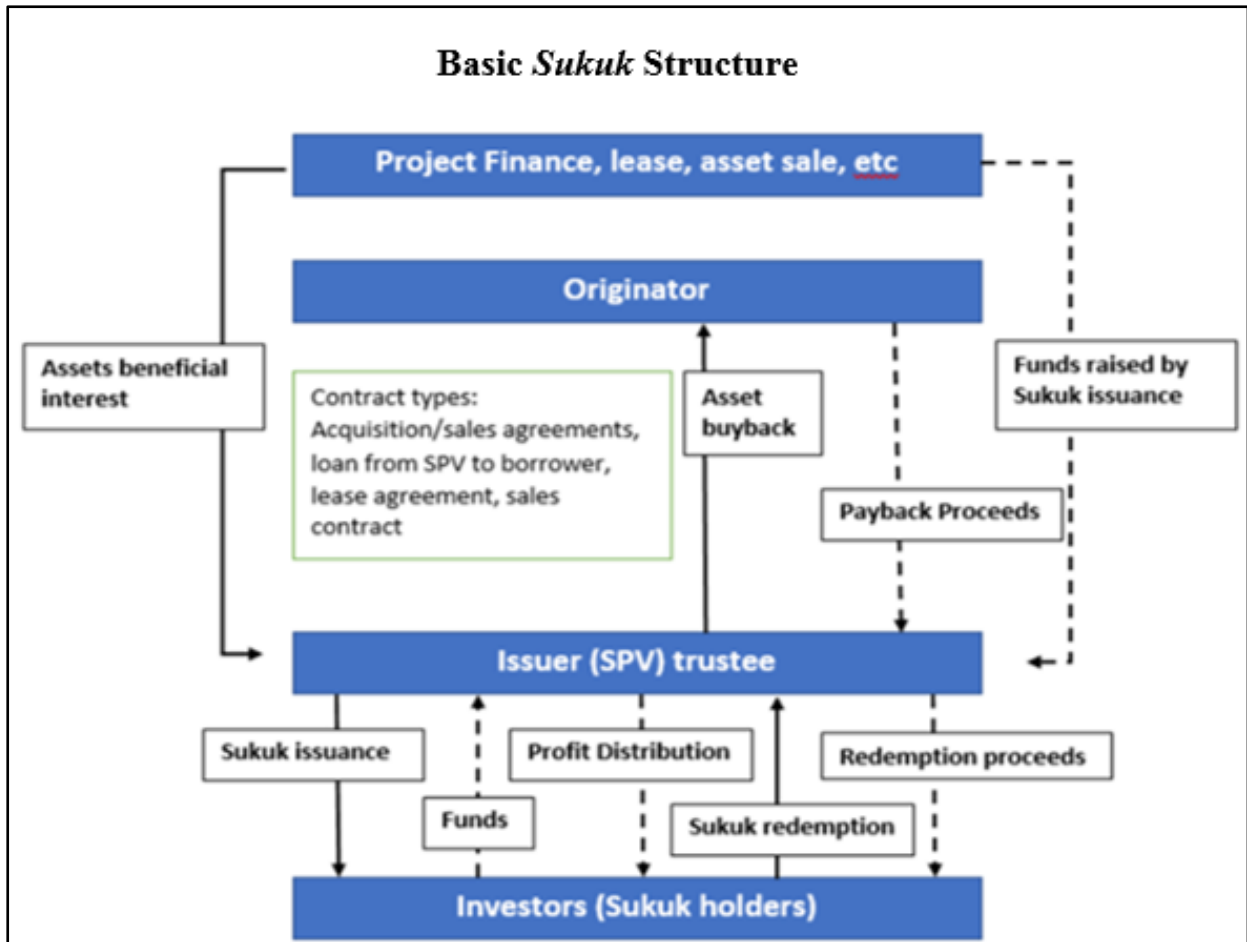 Basic Sukuk Structure
Project Finance, lease, asset sale, etc
Originator
Assets beneficial
interest
Contract types:
Acquisition/sales agreements,
loan from SPV to borrower,
lease agreement, sales
contract
Asset
buyback
Payback Proceeds
Funds raised by
Sukuk issuance
Issuer (SPV) trustee
Sukuk issuance
Funds
Profit Distribution
Sukuk redemption
Redemption proceeds
Investors (Sukuk holders)